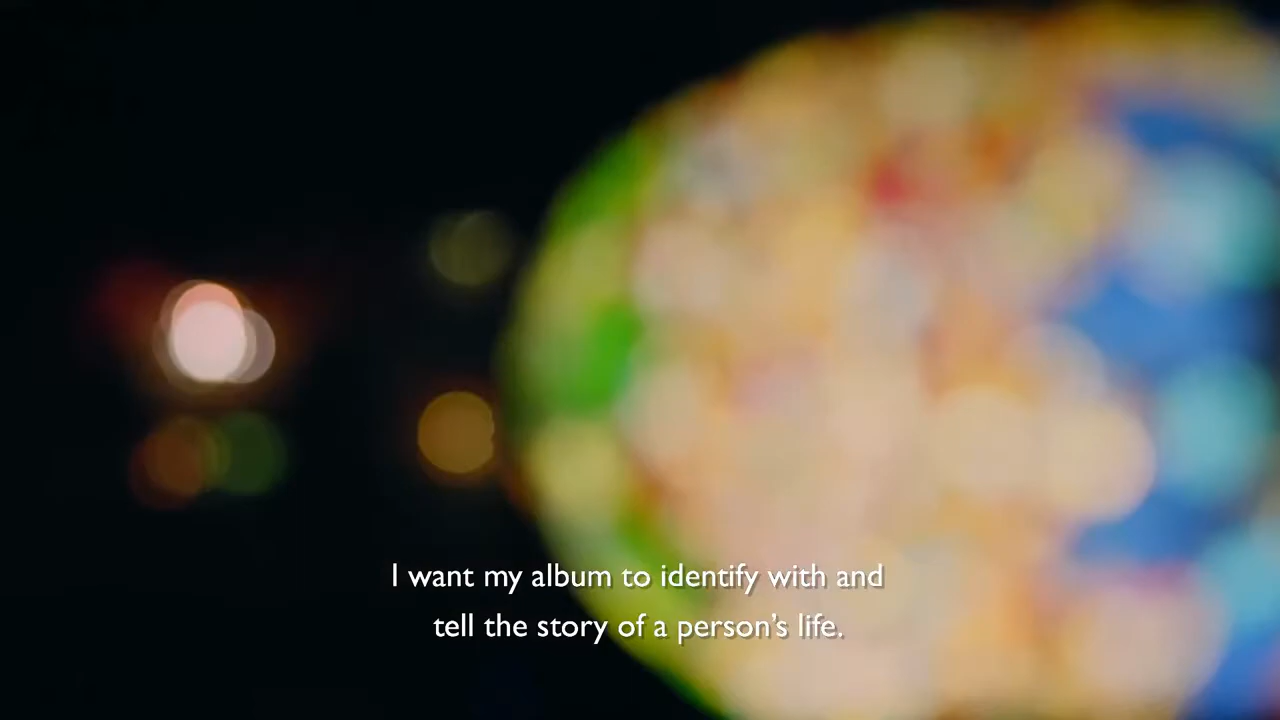 I want my album to identify with and
tell the story of a person's life.